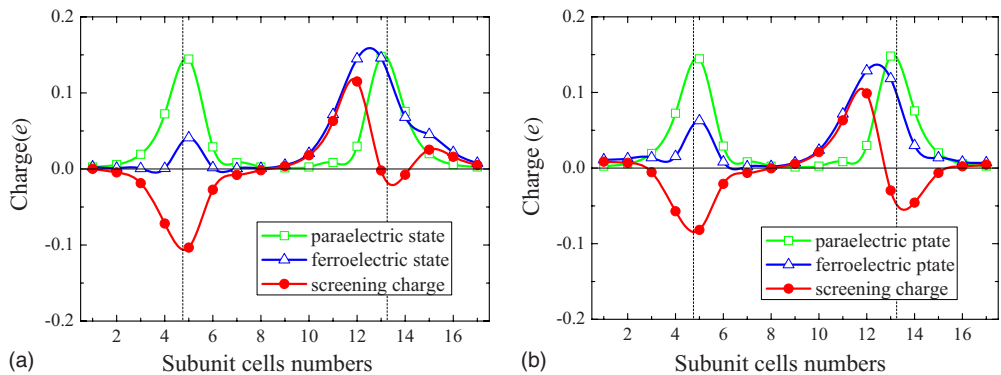 0.2
0.1
0.0
-0.1
-0.2
Charge(e)
paraelectric state
ferroelectric state
screening charge
2 4 6 8 10 12 14 16
Subunit cells numbers
(a)
0.2
0.1
0.0
-0.1
-0.2
Charge (e)
paraelectric ptate
ferroelectric ptate
screening charge
2 4 6 8 10 12 14 16
Subunit cells numbers
(b)